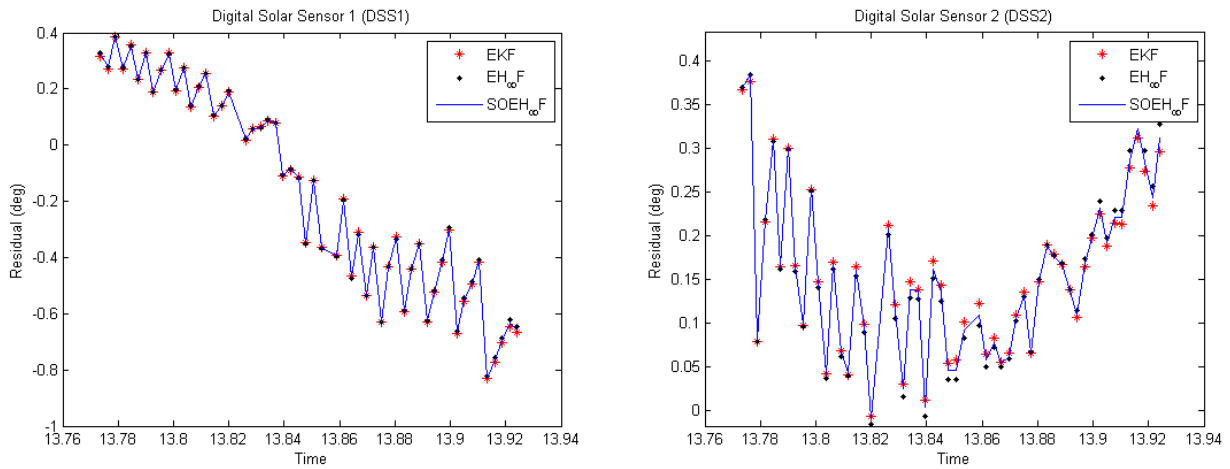 Digital Solar Sensor 1 (DSS1)
Residual (deg)
0.4
0.2
0
-0.2
-0.4
-0.6
-0.8
-1
13.76 13.78 13.8 13.82 13.84 13.86 13.88 13.9 13.92 13.94
Time
EKF
EH∞F
SOEH∞F
Digital Solar Sensor 2 (DSS2)
Residual (deg)
0.4
0.35
0.3
0.25
0.2
0.15
0.1
0.05
0
13.76 13.78 13.8 13.82 13.84 13.86 13.88 13.9 13.92 13.94
Time
EKF
EH∞F
SOEH∞F